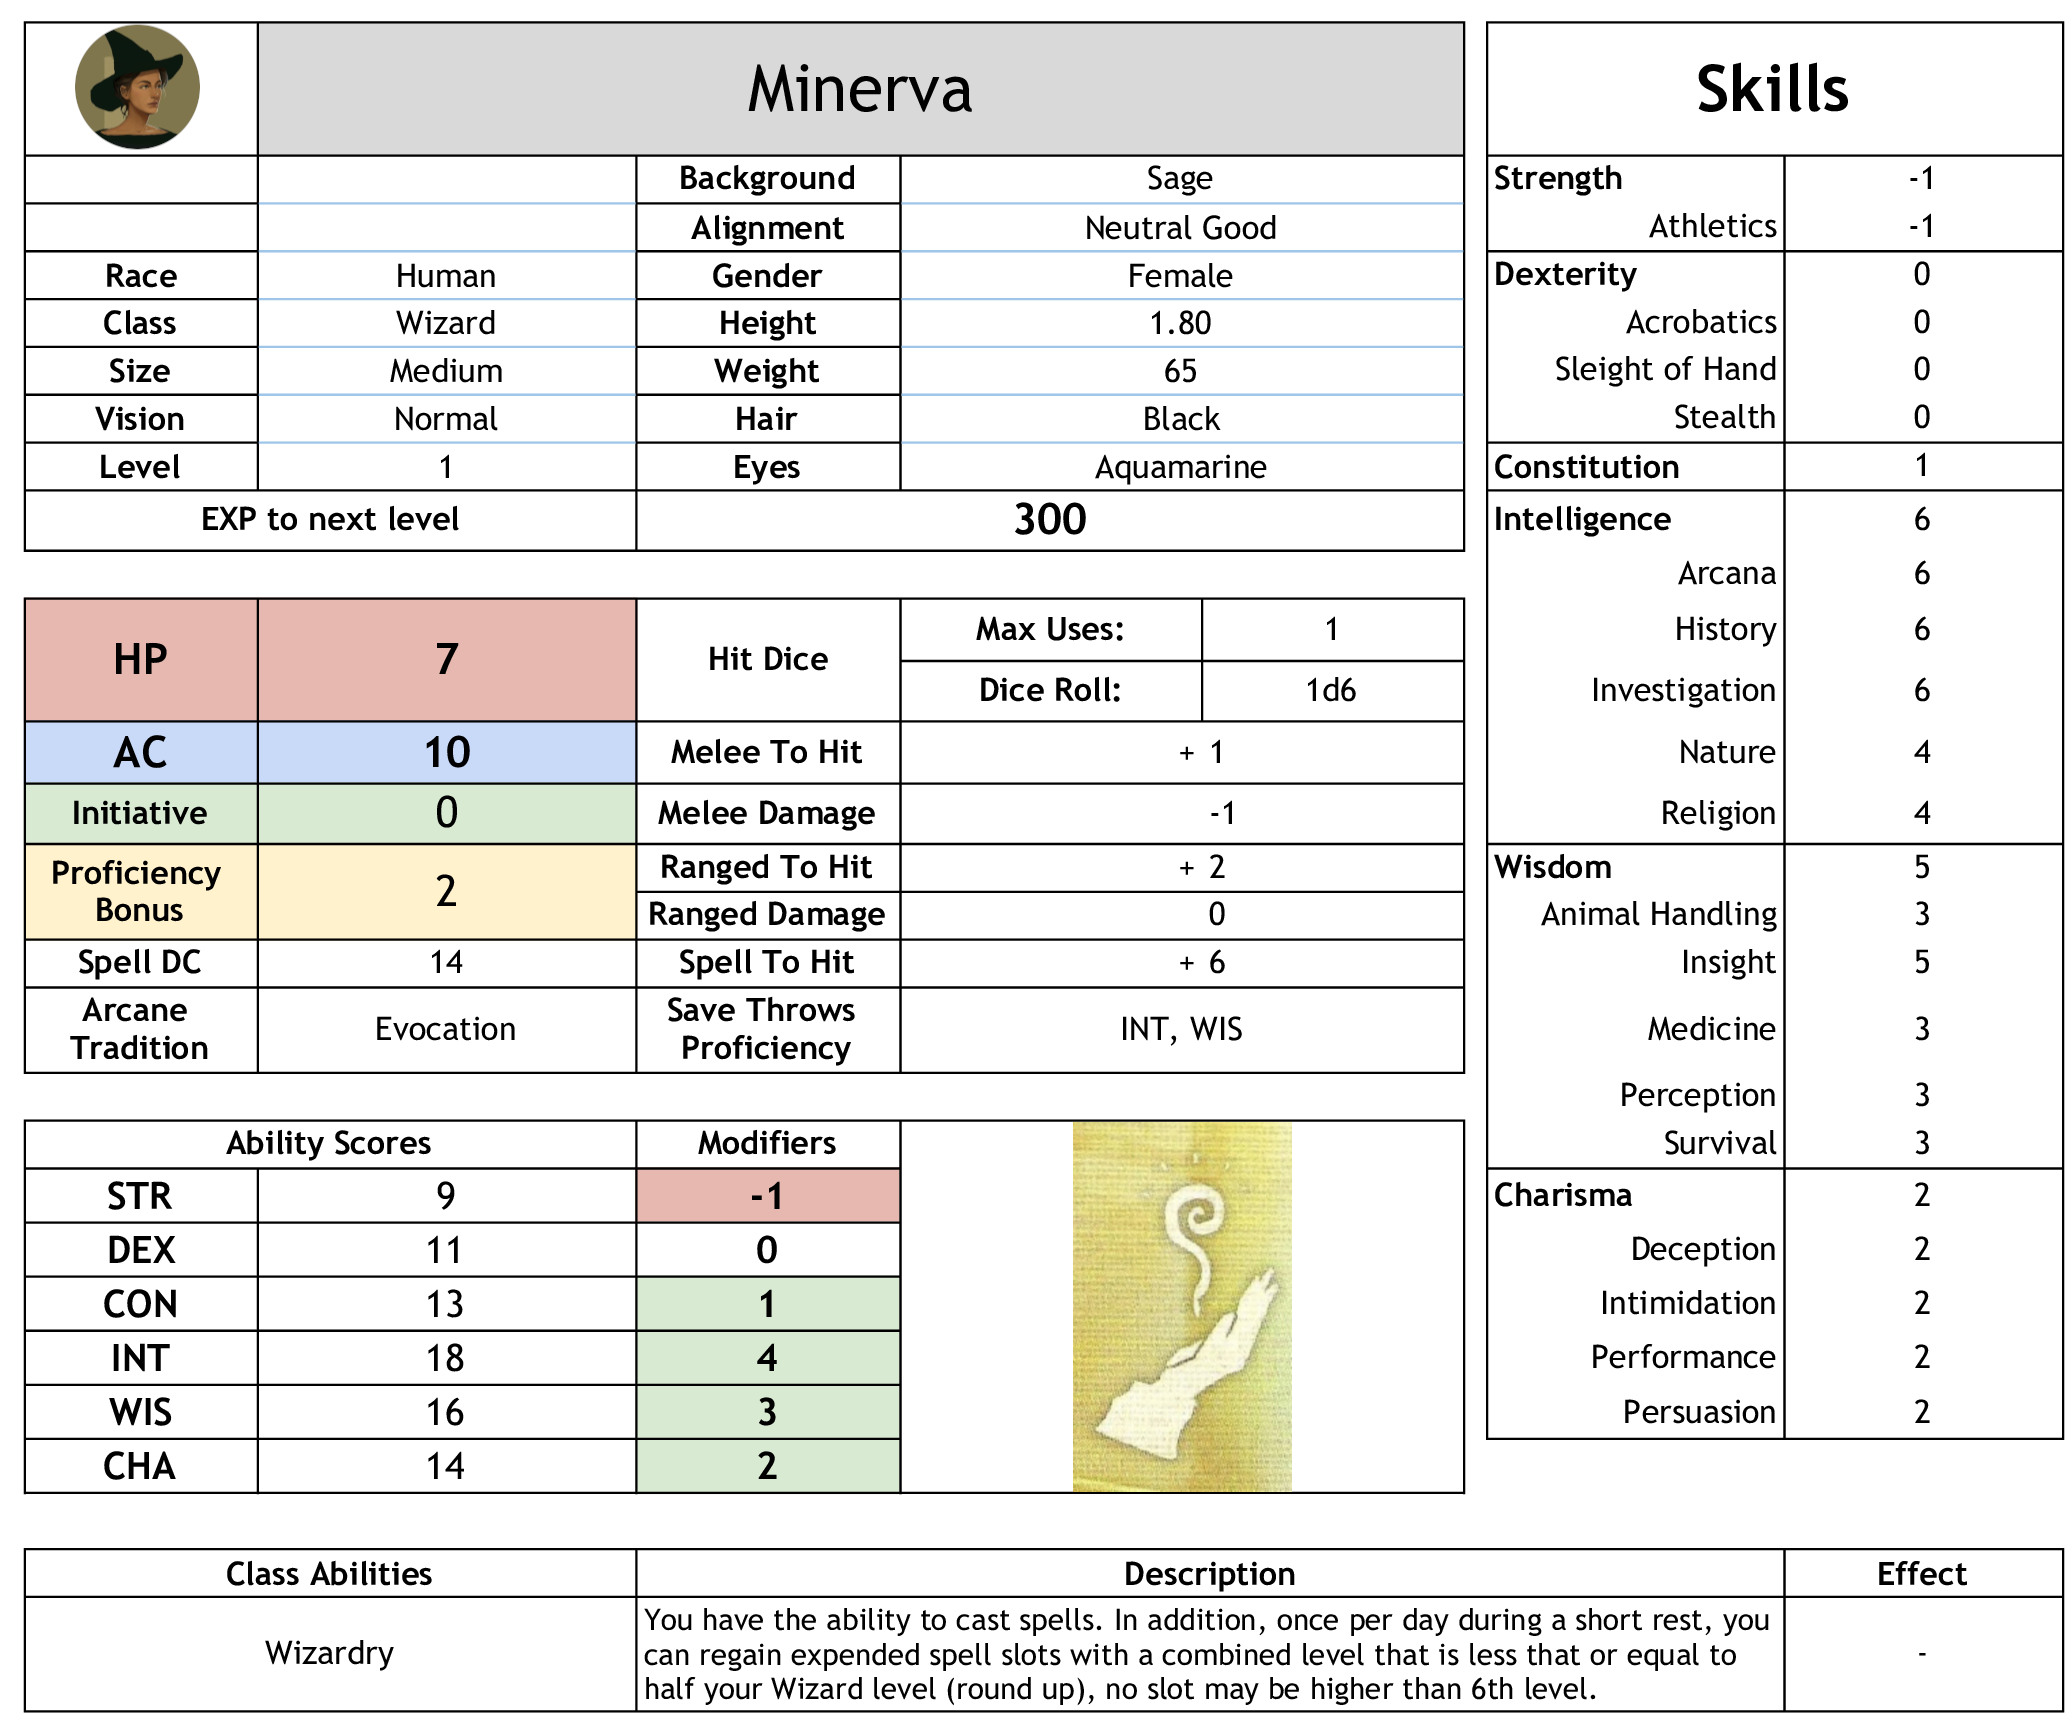 Minerva
Background Sage
Alignment Neutral Good
Race Human Gender Female
Class Wizard Height 1.80
Size Medium Weight 65
Vision Normal Hair Black
Level 1 Eyes Aquamarine
EXP to next level 300
HP 7 Hit Dice Max Uses: 1
Dice Roll: 1d6
AC 10 Melee To Hit + 1
Initiative 0 Melee Damage -1
Proficiency Bonus 2 Ranged To Hit + 2
Ranged Damage 0
Spell DC 14 Spell To Hit + 6
Arcane Tradition Evocation Save Throws Proficiency INT, WIS
Ability Scores Modifiers
STR 9 -1
DEX 11 0
CON 13 1
INT 18 4
WIS 16 3
CHA 14 2
Skills
Strength -1
Athletics -1
Dexterity 0
Acrobatics 0
Sleight of Hand 0
Stealth 0
Constitution 1
Intelligence 6
Arcana 6
History 6
Investigation 6
Nature 4
Religion 4
Wisdom 5
Animal Handling 3
Insight 5
Medicine 3
Perception 3
Survival 3
Charisma 2
Deception 2
Intimidation 2
Performance 2
Persuasion 2
Class Abilities Description Effect
Wizardry
You have the ability to cast spells. In addition, once per day during a short rest, you
can regain expended spell slots with a combined level that is less that or equal to
half your Wizard level (round up), no slot may be higher than 6th level.
-